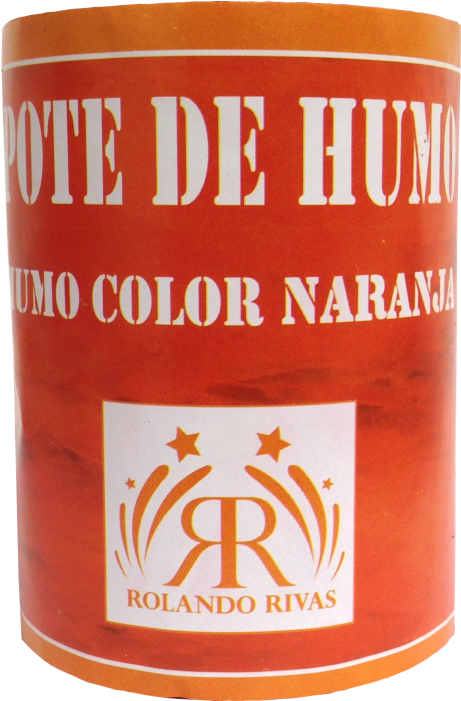 POTE DE HUMO
HUMO COLOR NARANJA
RR
ROLANDO RIVAS